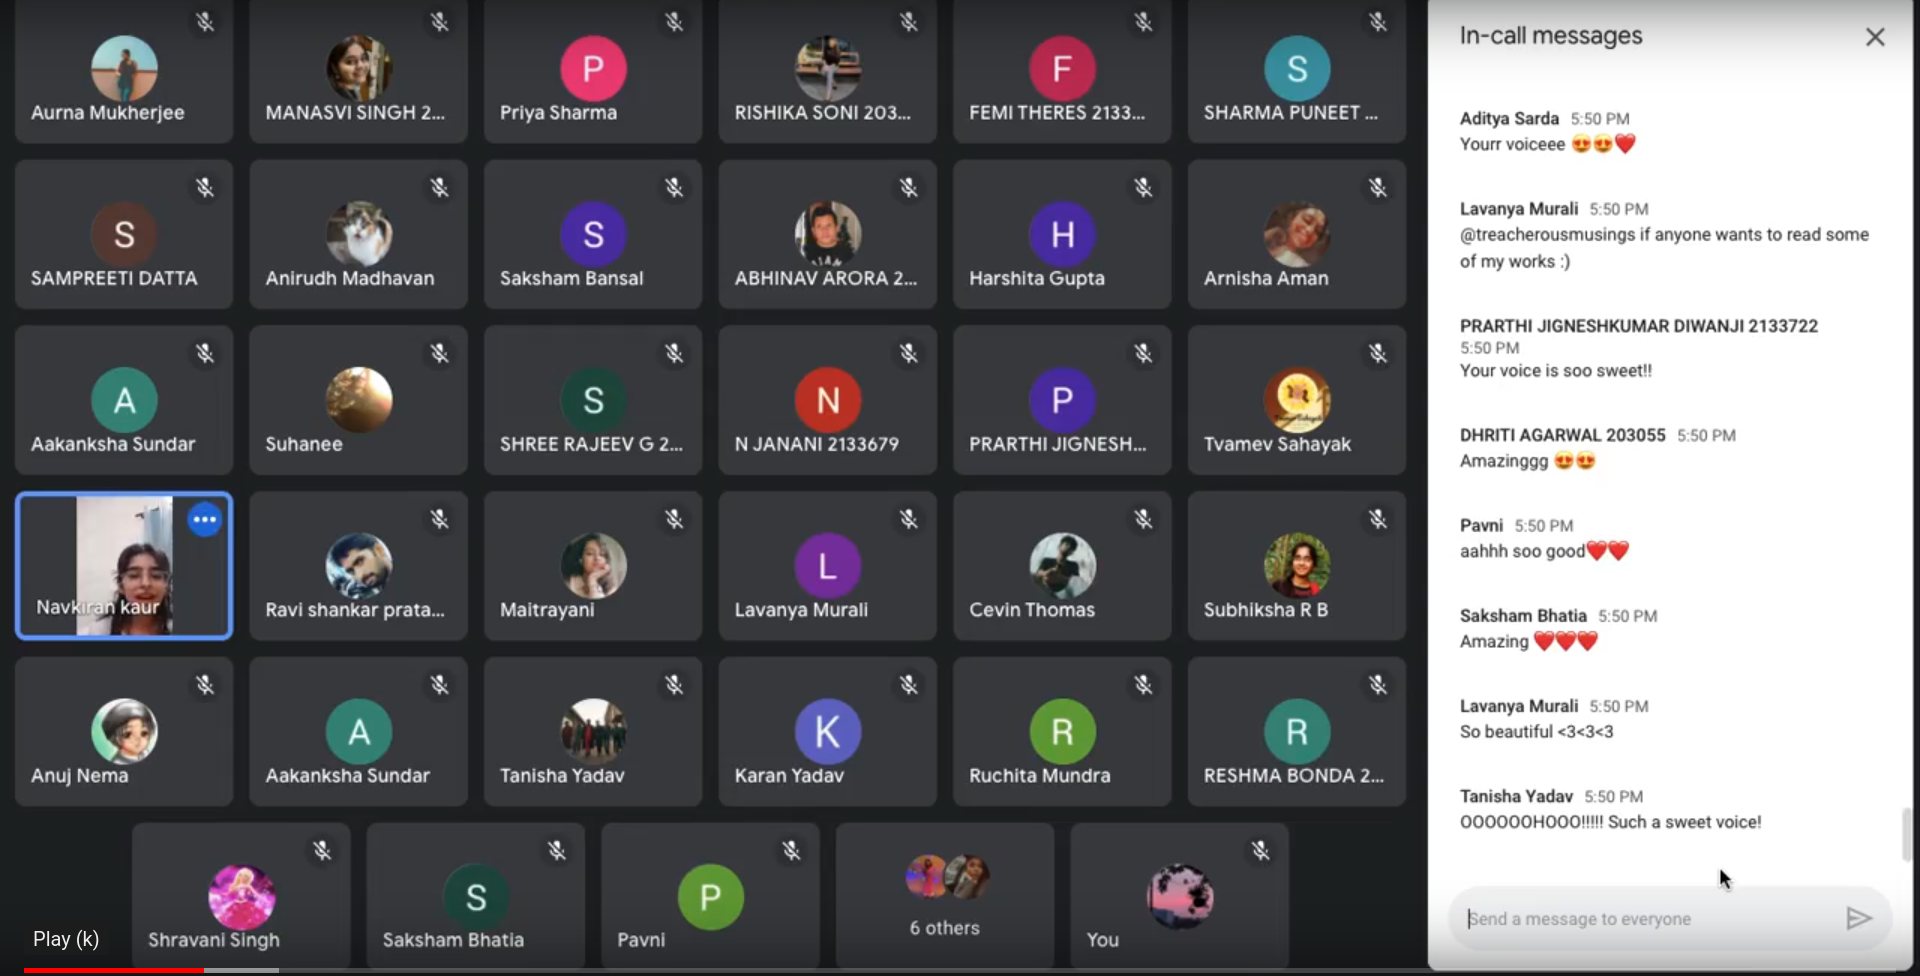 P
F
S
Aurna Mukherjee
MANASVI SINGH 2...
Priya Sharma
RISHIKA SONI 203...
FEMI THERES 2133...
SHARMA PUNEET ...
S
S
H
SAMPREETI DATTA
Anirudh Madhavan
Saksham Bansal
ABHINAV ARORA 2...
Harshita Gupta
Arnisha Aman
A
S
N
P
Aakanksha Sundar
Suhanee
SHREE RAJEEV G 2...
N JANANI 2133679
PRARTHI JIGNESH...
Tvamev Sahayak
L
Navkiran kaur
Ravi shankar prata...
Maitrayani
Lavanya Murali
Cevin Thomas
Subhiksha R B
A
K
R
R
Anuj Nema
Aakanksha Sundar
Tanisha Yadav
Karan Yadav
Ruchita Mundra
RESHMA BONDA 2...
S
P
6 others
Shravani Singh
Saksham Bhatia
Pavni
You
Play (k)
In-call messages
Aditya Sarda 5:50 PM
Yourr voiceee 😍😍❤️
Lavanya Murali 5:50 PM
@treacherousmusings if anyone wants to read some
of my works :)
PRARTHI JIGNESHKUMAR DIWANJI 2133722
5:50 PM
Your voice is soo sweet!!
DHRITI AGARWAL 203055 5:50 PM
Amazinggg 😍😍
Pavni 5:50 PM
aahhh soo good❤️❤️
Saksham Bhatia 5:50 PM
Amazing ❤️❤️❤️
Lavanya Murali 5:50 PM
So beautiful <3<3<3
Tanisha Yadav 5:50 PM
OOOOOOHOOO!!!!! Such a sweet voice!
Send a message to everyone